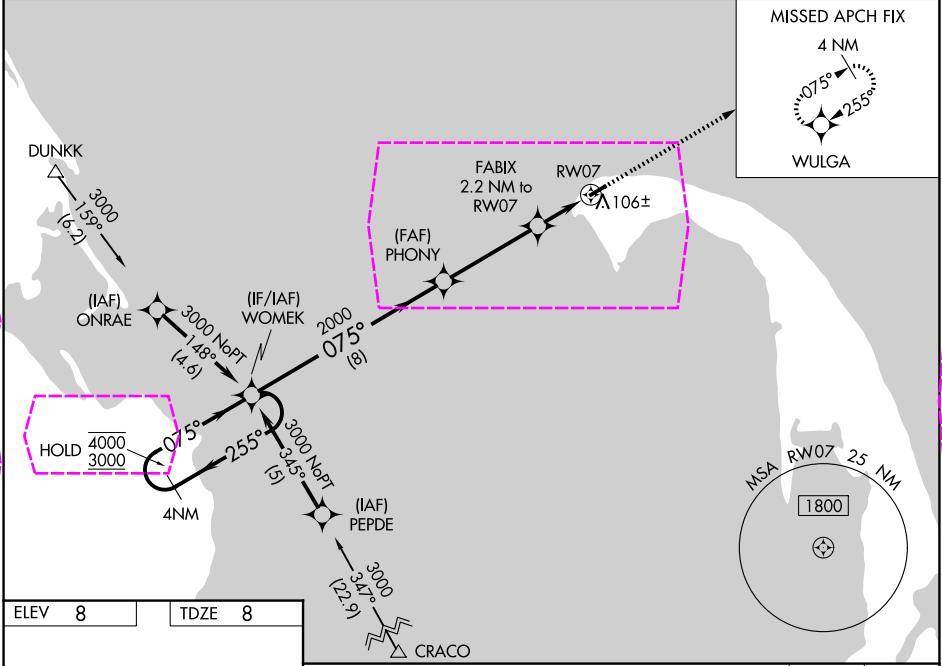 MISSED APCH FIX
4 NM
075°
255°
WULGA
DUNKK
3000
159°
(6.2)
(IAF)
ONRAE
3000 NoPT
148°
(4.6)
(IF/IAF)
WOMEK
2000
075°
(8)
(FAF)
PHONY
FABIX
2.2 NM to
RW07
RW07
106±
HOLD
4000
3000
075°
255°
4NM
3000 NoPT
345°
(5)
(IAF)
PEPDE
3000
347°
(22.9)
CRACO
MSA RW07 25 NM
1800
ELEV 8
TDZE 8